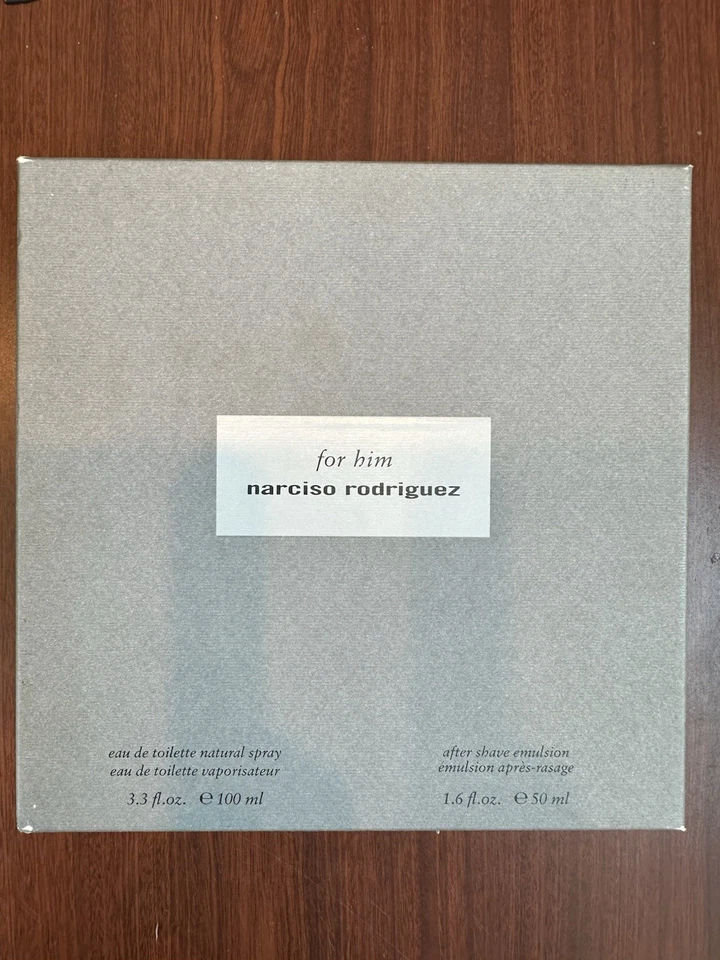 for him
narciso rodriguez
eau de toilette natural spray
eau de toilette vaporisateur
3.3 fl.oz. ℮ 100 ml
after shave emulsion
émulsion après-rasage
1.6 fl.oz. ℮ 50 ml